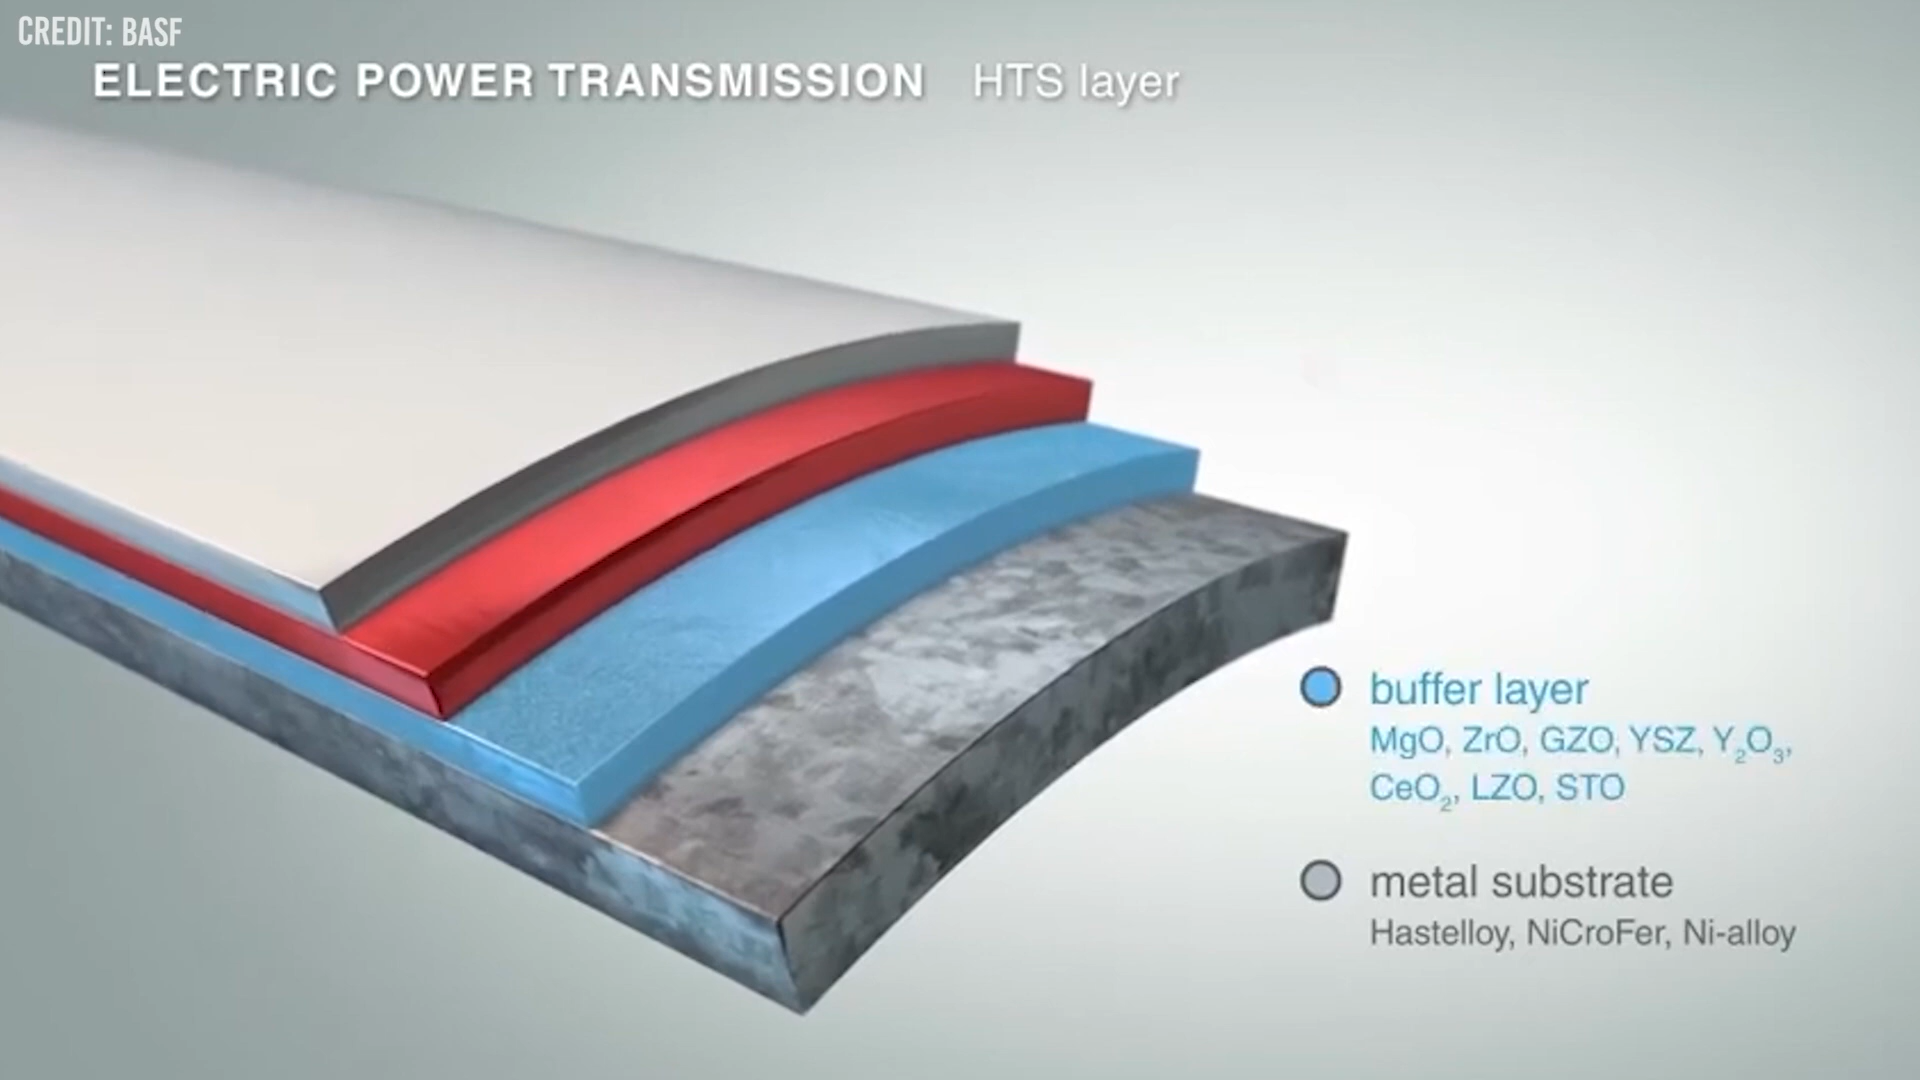 CREDIT: BASF
ELECTRIC POWER TRANSMISSION HTS layer
buffer layer
MgO, ZrO, GZO, YSZ, Y₂O₃,
CeO₂, LZO, STO
metal substrate
Hastelloy, NiCroFer, Ni-alloy